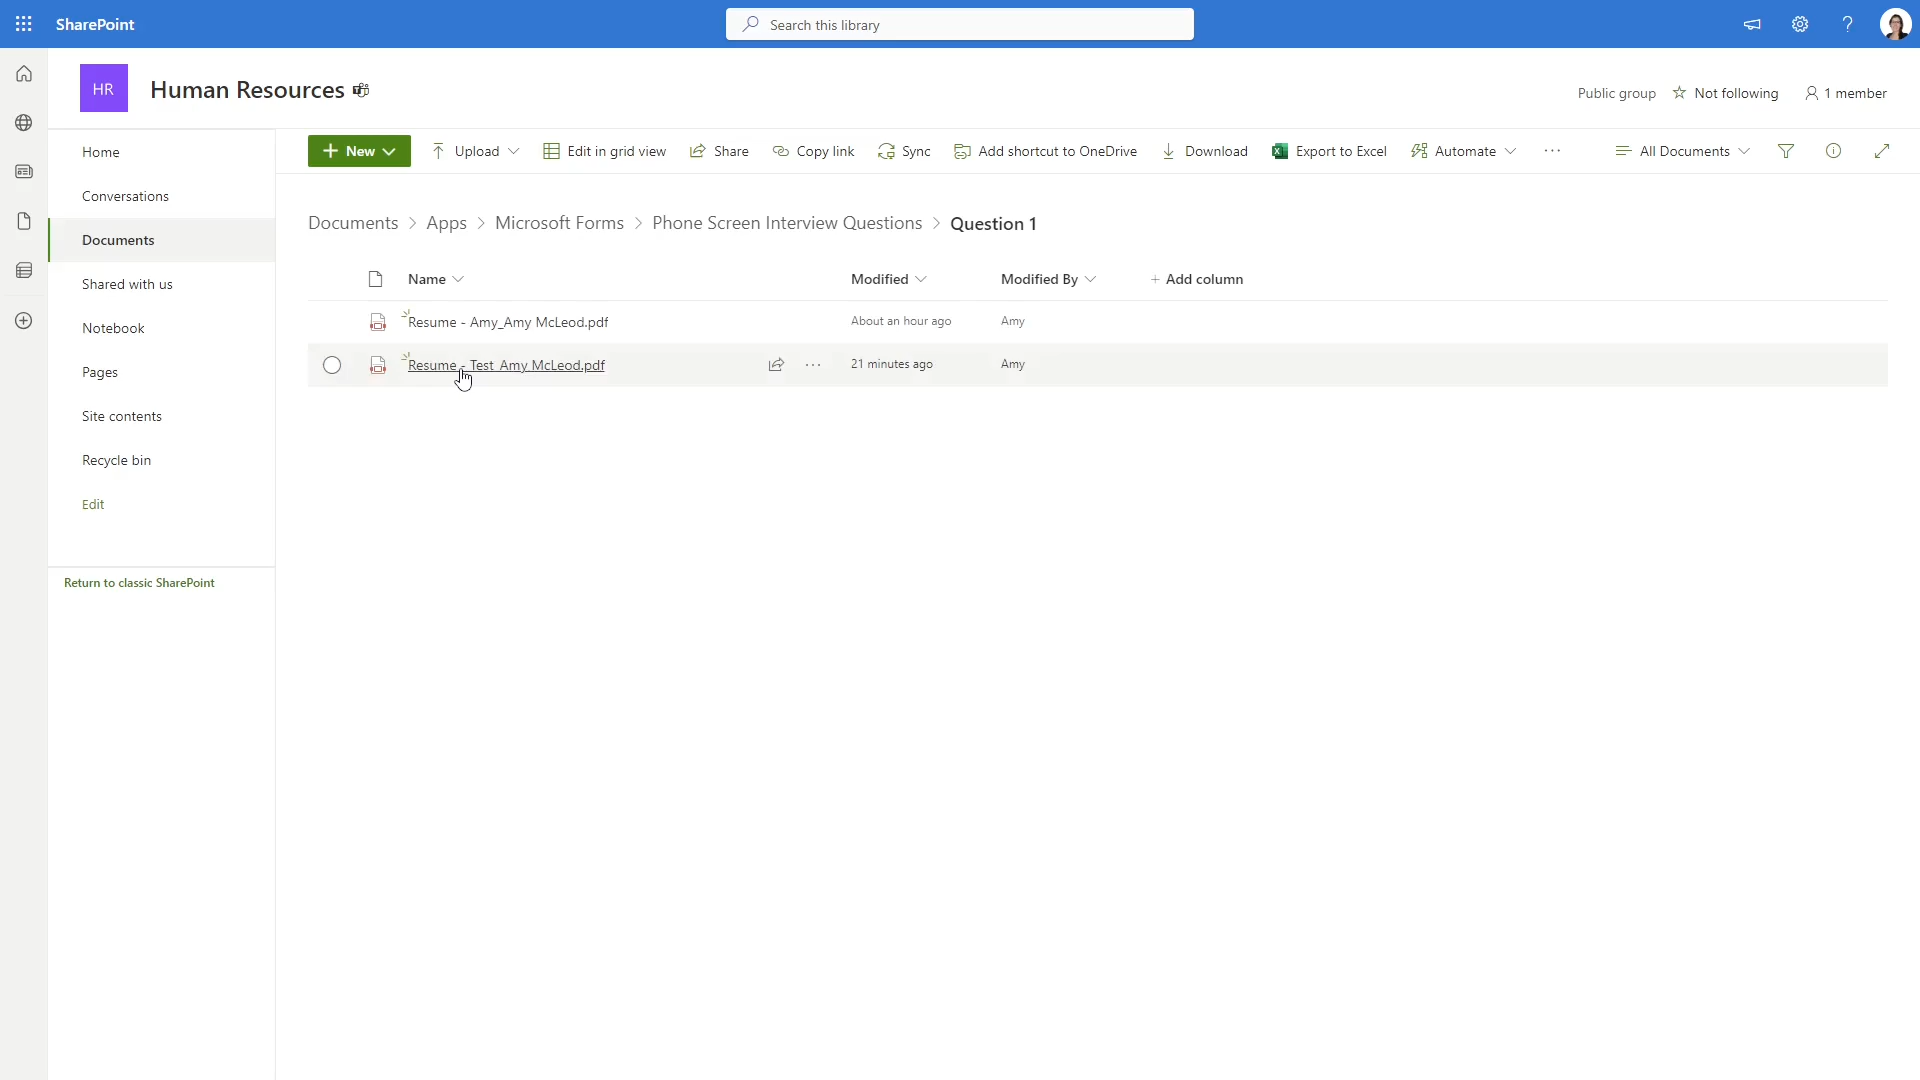 SharePoint
Search this library
HR
Human Resources
Public group
Not following
1 member
Home
Conversations
Documents
Shared with us
Notebook
Pages
Site contents
Recycle bin
Edit
Return to classic SharePoint
New
Upload
Edit in grid view
Share
Copy link
Sync
Add shortcut to OneDrive
Download
Export to Excel
Automate
All Documents
Documents > Apps > Microsoft Forms > Phone Screen Interview Questions > Question 1
Name
Modified
Modified By
+ Add column
Resume - Amy_Amy McLeod.pdf
About an hour ago
Amy
Resume - Test_Amy McLeod.pdf
21 minutes ago
Amy